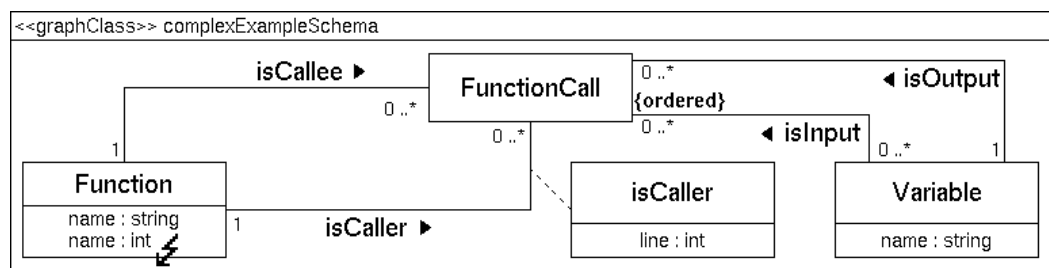 <<graphClass>> complexExampleSchema
isCallee ▶
0 ..*
1
FunctionCall
0 ..*
◀ isOutput
{ordered}
0 ..*
◀ isInput
0 ..*
1
0 ..*
Function
name : string
name : int
1
isCaller ▶
isCaller
line : int
Variable
name : string